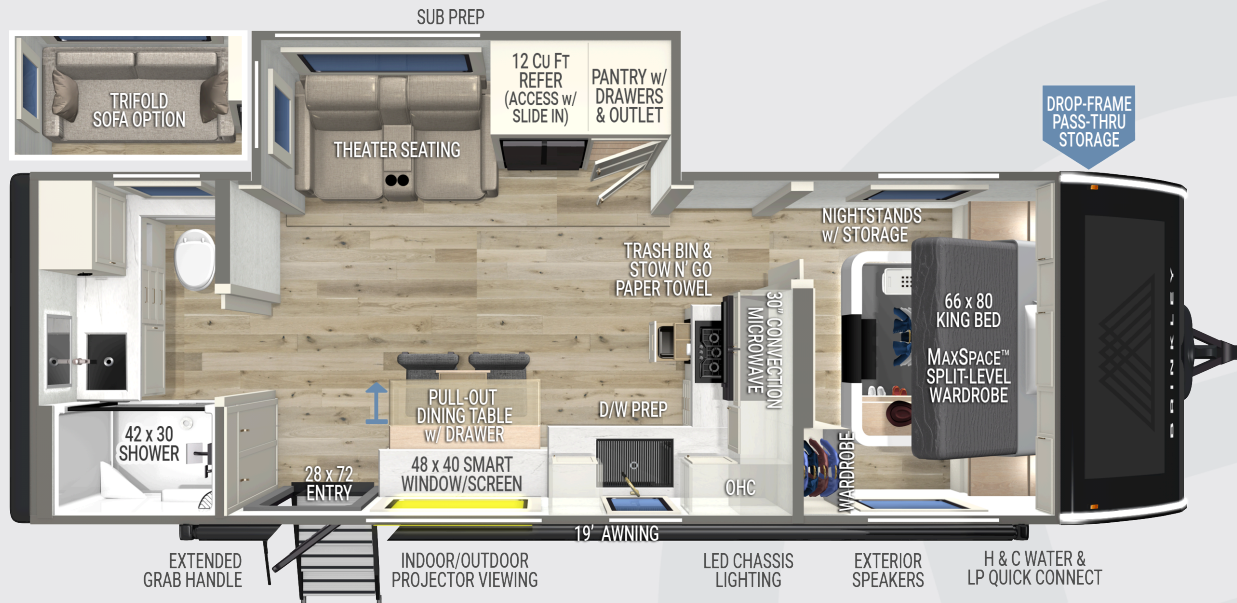 SUB PREP
TRIFOLD
SOFA OPTION
THEATER SEATING
12 CU FT
REFER
(ACCESS w/
SLIDE IN)
PANTRY w/
DRAWERS
& OUTLET
DROP-FRAME
PASS-THRU
STORAGE
NIGHTSTANDS
w/ STORAGE
TRASH BIN &
STOW N' GO
PAPER TOWEL
30" CONVECTION
MICROWAVE
66 x 80
KING BED
MAXSPACE™
SPLIT-LEVEL
WARDROBE
BRINKLEY
PULL-OUT
DINING TABLE
w/ DRAWER
D/W PREP
42 x 30
SHOWER
28 x 72
ENTRY
48 x 40 SMART
WINDOW/SCREEN
OHC
WARDROBE
19' AWNING
EXTENDED
GRAB HANDLE
INDOOR/OUTDOOR
PROJECTOR VIEWING
LED CHASSIS
LIGHTING
EXTERIOR
SPEAKERS
H & C WATER &
LP QUICK CONNECT